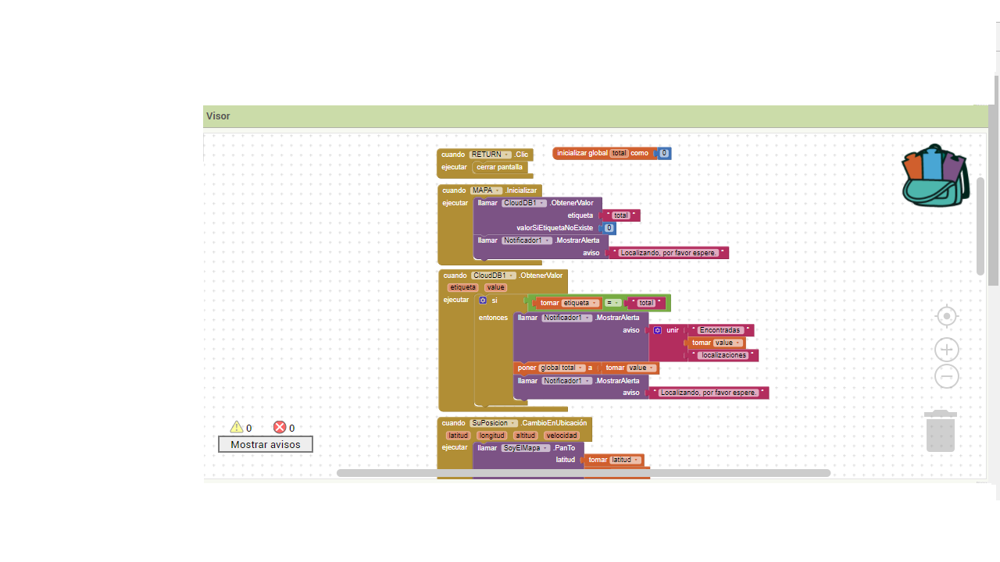 Visor
cuando RETURN .Clic
ejecutar cerrar pantalla
inicializar global total como 0
cuando MAPA .Inicializar
ejecutar llamar CloudDB1 .ObtenerValor
etiqueta " total "
valorSiEtiquetaNoExiste 0
llamar Notificador1 .MostrarAlerta
aviso " Localizando, por favor espere. "
cuando CloudDB1 .ObtenerValor
etiqueta value
ejecutar si tomar etiqueta = " total "
entonces llamar Notificador1 .MostrarAlerta
aviso unir " Encontradas "
tomar value
" localizaciones "
poner global total a tomar value
llamar Notificador1 .MostrarAlerta
aviso " Localizando, por favor espere. "
cuando SuPosicion .CambioEnUbicación
latitud longitud altitud velocidad
ejecutar llamar SoyElMapa .PanTo
latitud tomar latitud
0 0
Mostrar avisos